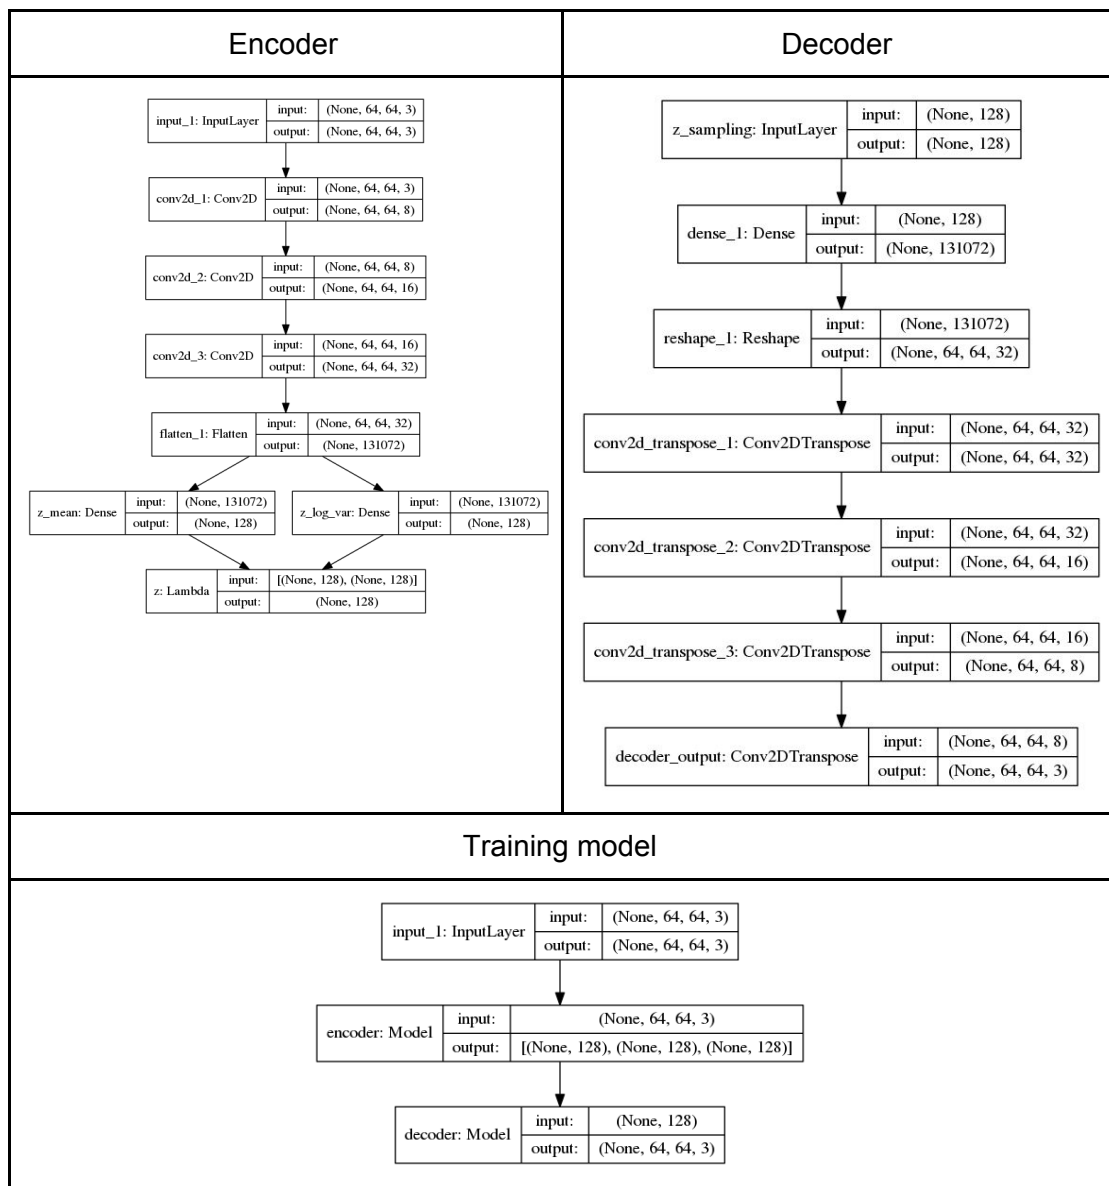 Encoder
Decoder
input_1: InputLayer
input: (None, 64, 64, 3)
output: (None, 64, 64, 3)
conv2d_1: Conv2D
input: (None, 64, 64, 3)
output: (None, 64, 64, 8)
conv2d_2: Conv2D
input: (None, 64, 64, 8)
output: (None, 64, 64, 16)
conv2d_3: Conv2D
input: (None, 64, 64, 16)
output: (None, 64, 64, 32)
flatten_1: Flatten
input: (None, 64, 64, 32)
output: (None, 131072)
z_mean: Dense
input: (None, 131072)
output: (None, 128)
z_log_var: Dense
input: (None, 131072)
output: (None, 128)
z: Lambda
input: [(None, 128), (None, 128)]
output: (None, 128)
z_sampling: InputLayer
input: (None, 128)
output: (None, 128)
dense_1: Dense
input: (None, 128)
output: (None, 131072)
reshape_1: Reshape
input: (None, 131072)
output: (None, 64, 64, 32)
conv2d_transpose_1: Conv2DTranspose
input: (None, 64, 64, 32)
output: (None, 64, 64, 32)
conv2d_transpose_2: Conv2DTranspose
input: (None, 64, 64, 32)
output: (None, 64, 64, 16)
conv2d_transpose_3: Conv2DTranspose
input: (None, 64, 64, 16)
output: (None, 64, 64, 8)
decoder_output: Conv2DTranspose
input: (None, 64, 64, 8)
output: (None, 64, 64, 3)
Training model
input_1: InputLayer
input: (None, 64, 64, 3)
output: (None, 64, 64, 3)
encoder: Model
input: (None, 64, 64, 3)
output: [(None, 128), (None, 128), (None, 128)]
decoder: Model
input: (None, 128)
output: (None, 64, 64, 3)